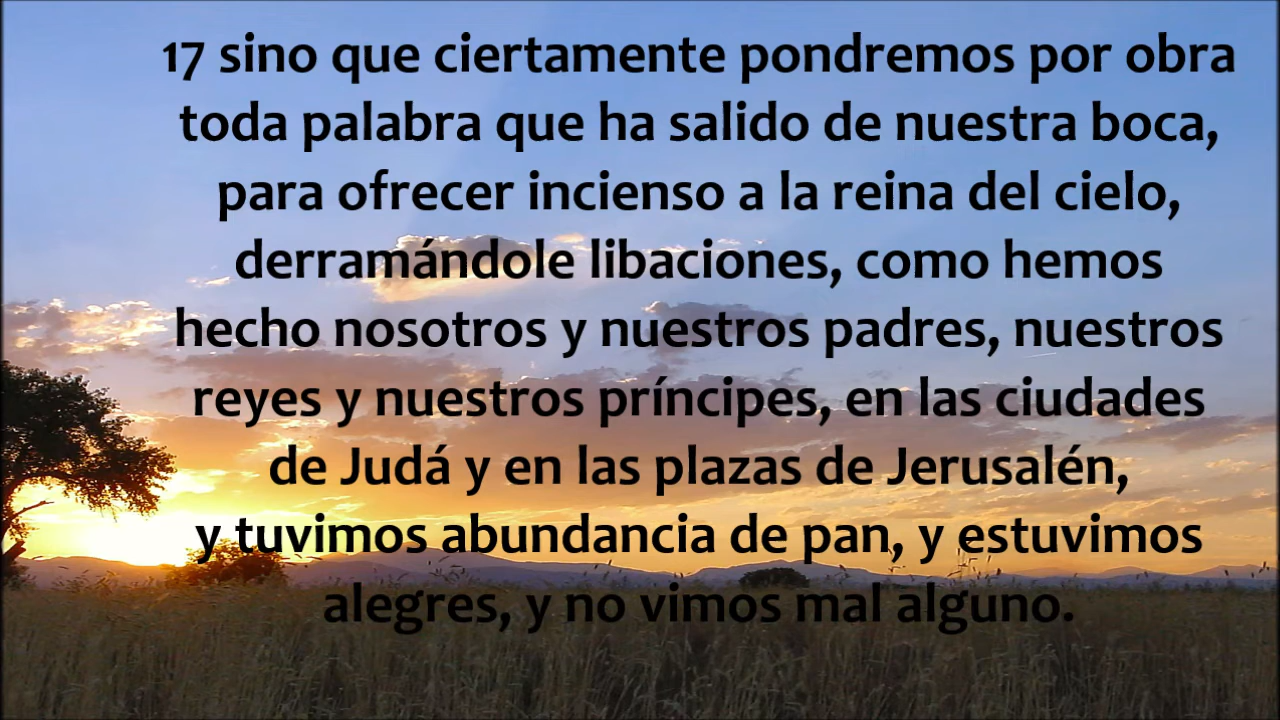 17 sino que ciertamente pondremos por obra
toda palabra que ha salido de nuestra boca,
para ofrecer incienso a la reina del cielo,
derramándole libaciones, como hemos
hecho nosotros y nuestros padres, nuestros
reyes y nuestros príncipes, en las ciudades
de Judá y en las plazas de Jerusalén,
y tuvimos abundancia de pan, y estuvimos
alegres, y no vimos mal alguno.